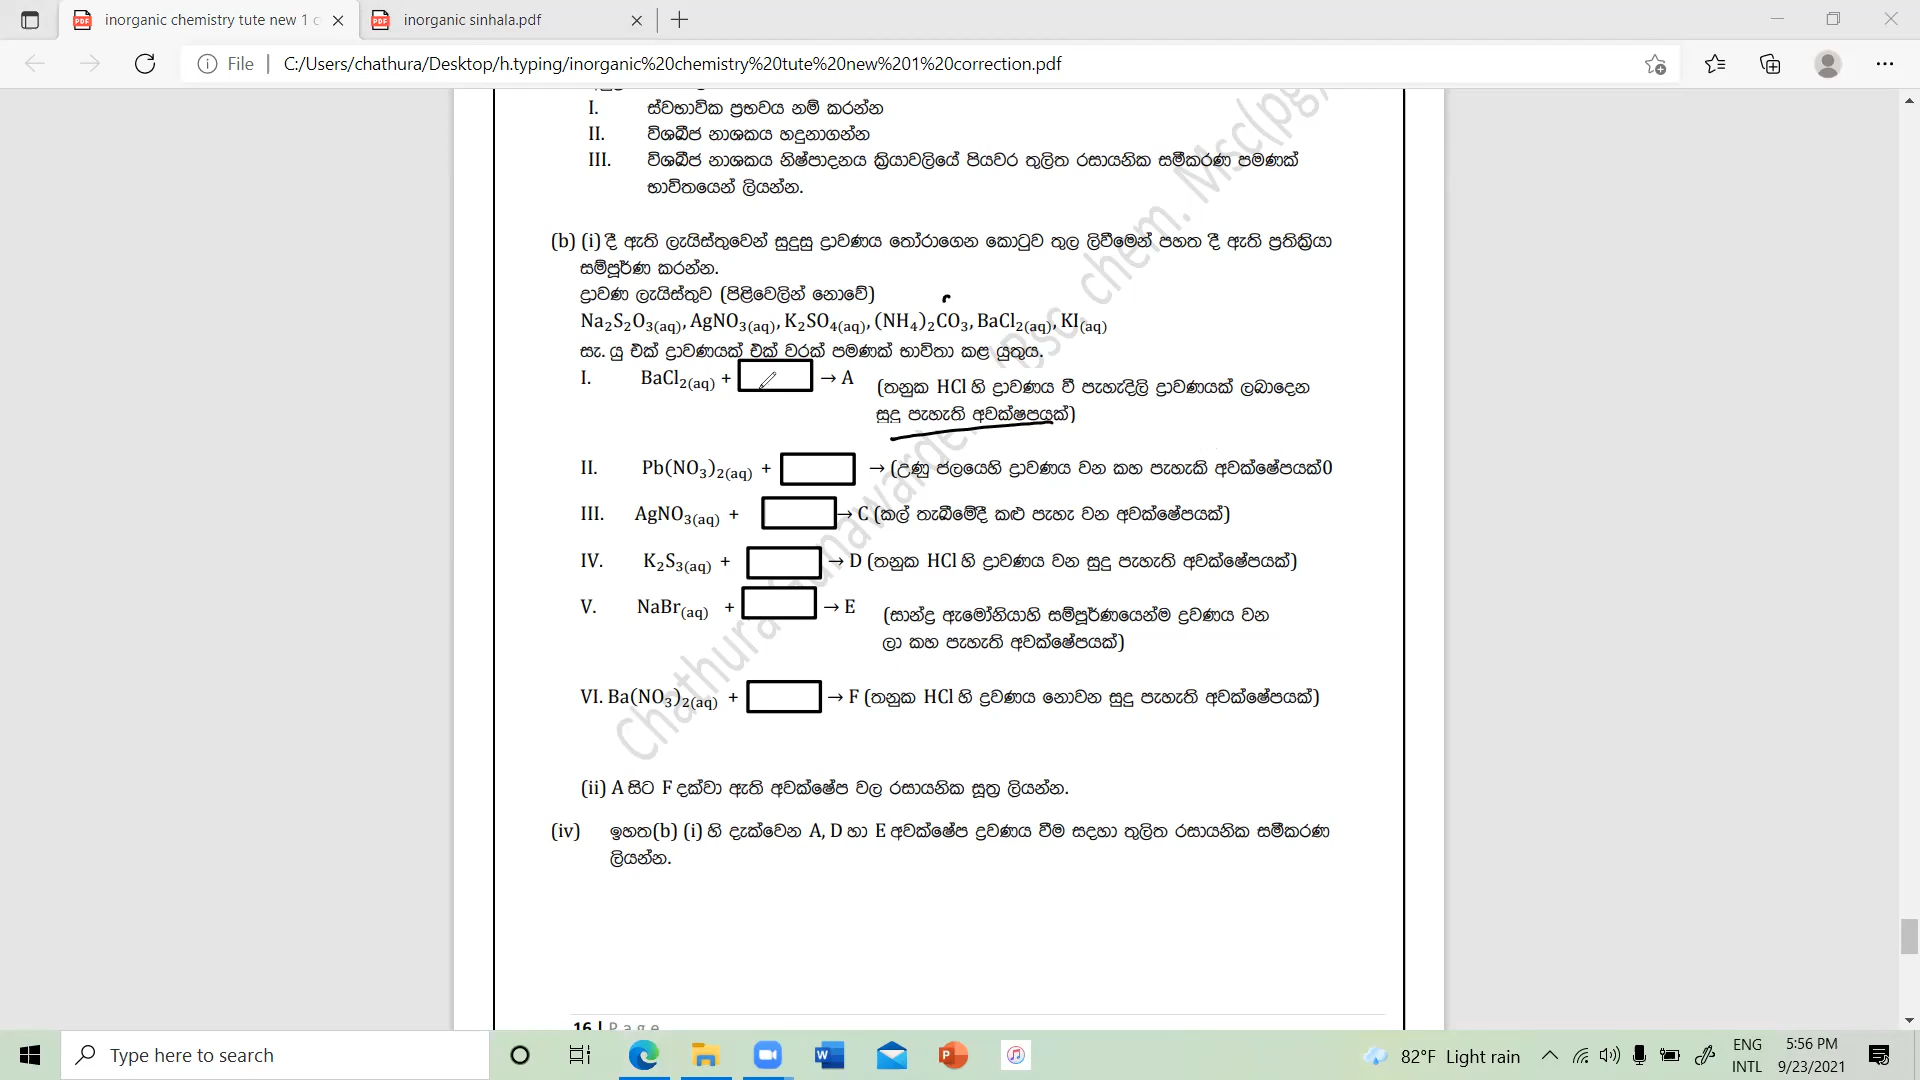 inorganic chemistry tute new 1 c
inorganic sinhala.pdf
File | C:/Users/chathura/Desktop/h.typing/inorganic%20chemistry%20tute%20new%201%20correction.pdf
I. ස්වභාවික ප්‍රභවය නම් කරන්න
II. විශබීජ නාශකය හදුනාගන්න
III. විශබීජ නාශකය නිෂ්පාදනය ක්‍රියාවලියේ පියවර තුලිත රසායනික සමීකරණ පමණක්
භාවිතයෙන් ලියන්න.
(b) (i) දී ඇති ලැයිස්තුවෙන් සුදුසු ද්‍රාවණය තෝරාගෙන කොටුව තුල ලිවීමෙන් පහත දී ඇති ප්‍රතික්‍රියා
සම්පූර්ණ කරන්න.
ද්‍රාවණ ලැයිස්තුව (පිළිවෙලින් නොවේ)
Na₂S₂O₃(aq), AgNO₃(aq), K₂SO₄(aq), (NH₄)₂CO₃, BaCl₂(aq), KI(aq)
සැ. යු එක් ද්‍රාවණයක් එක් වරක් පමණක් භාවිතා කළ යුතුය.
I. BaCl₂(aq) + → A (තනුක HCl හි ද්‍රාවණය වී පැහැදිලි ද්‍රාවණයක් ලබාදෙන
සුදු පැහැති අවක්ෂපයක්)
II. Pb(NO₃)₂(aq) + → (උණු ජලයෙහි ද්‍රාවණය වන කහ පැහැකි අවක්ෂේපයක්0
III. AgNO₃(aq) + → C (කල් තැබීමේදී කළු පැහැ වන අවක්ෂේපයක්)
IV. K₂S₃(aq) + → D (තනුක HCl හි ද්‍රාවණය වන සුදු පැහැති අවක්ෂේපයක්)
V. NaBr(aq) + → E (සාන්ද්‍ර ඇමෝනියාහි සම්පූර්ණයෙන්ම ද්‍රවණය වන
ලා කහ පැහැති අවක්ෂේපයක්)
VI. Ba(NO₃)₂(aq) + → F (තනුක HCl හි ද්‍රවණය නොවන සුදු පැහැති අවක්ෂේපයක්)
(ii) A සිට F දක්වා ඇති අවක්ෂේප වල රසායනික සූත්‍ර ලියන්න.
(iv) ඉහත(b) (i) හි දැක්වෙන A, D හා E අවක්ෂේප ද්‍රවණය වීම සදහා තුලිත රසායනික සමීකරණ
ලියන්න.
16 | P a g e
Type here to search
82°F Light rain
ENG
INTL
5:56 PM
9/23/2021